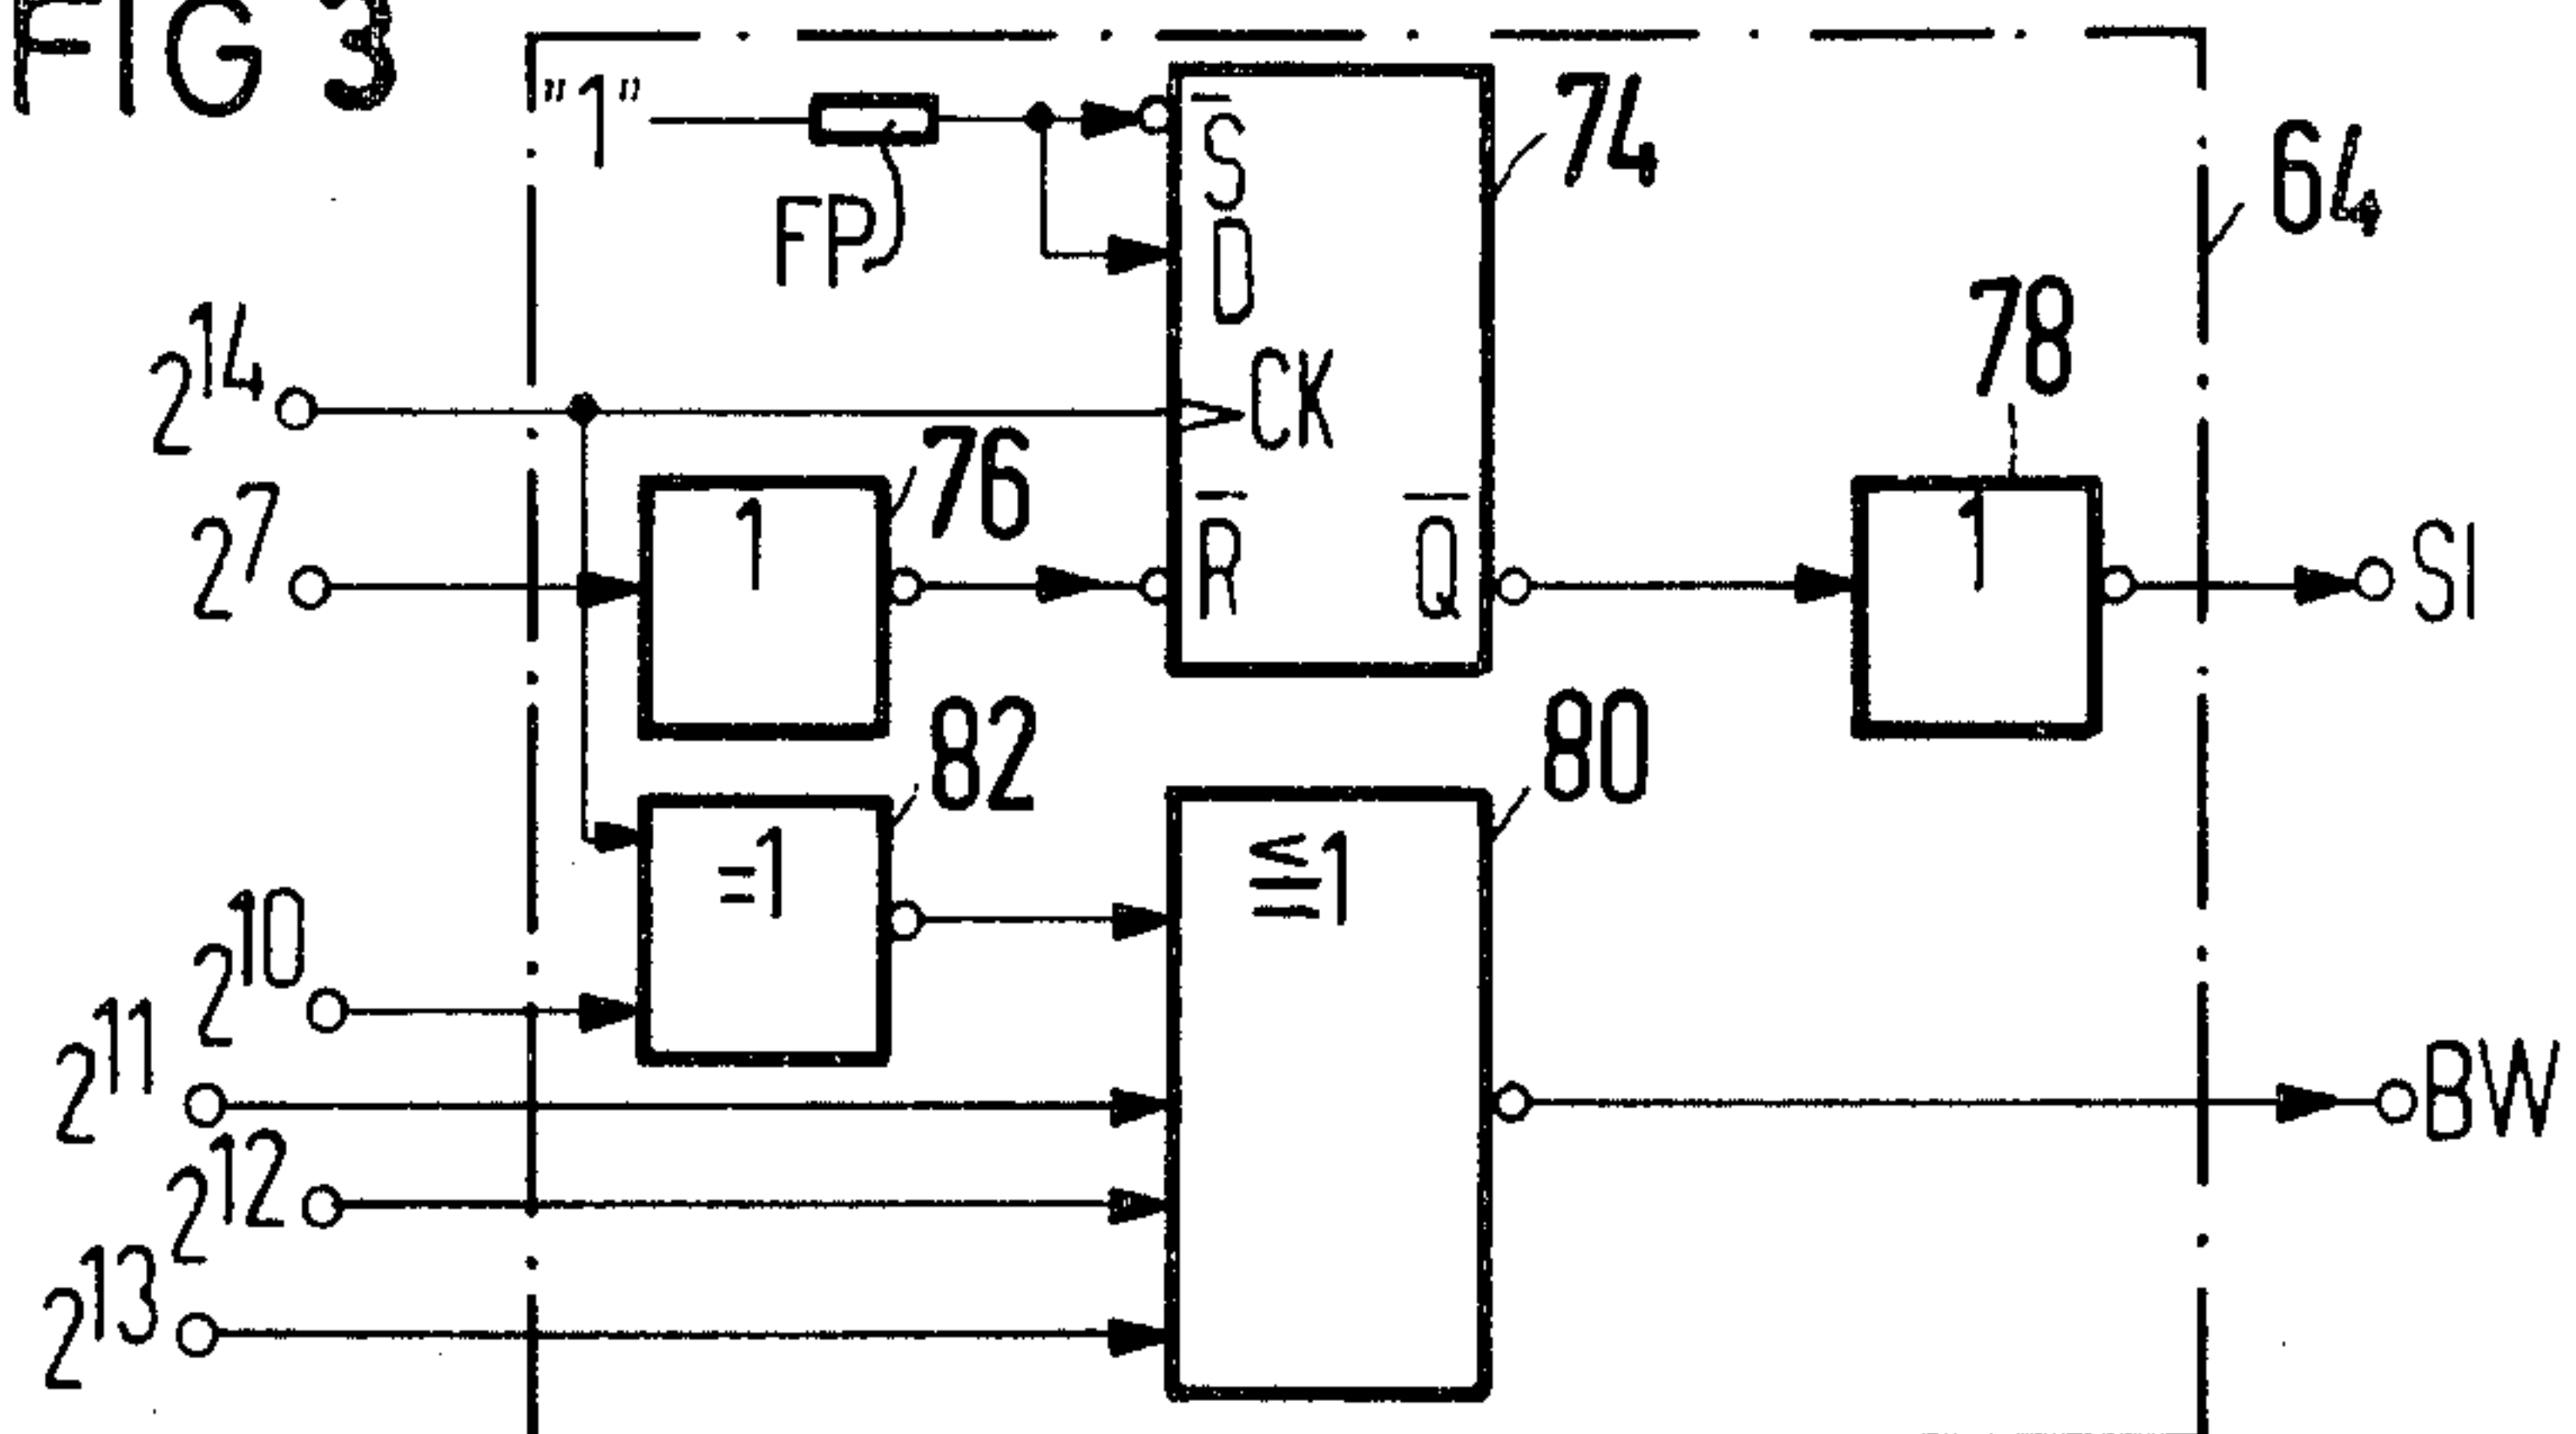 FIG 3
"1"
FP
S̅
D
CK
R̅
Q̅
74
64
2¹⁴
2⁷
1
76
1
78
SI
=1
82
≦1
80
2¹⁰
2¹¹
2¹²
2¹³
BW